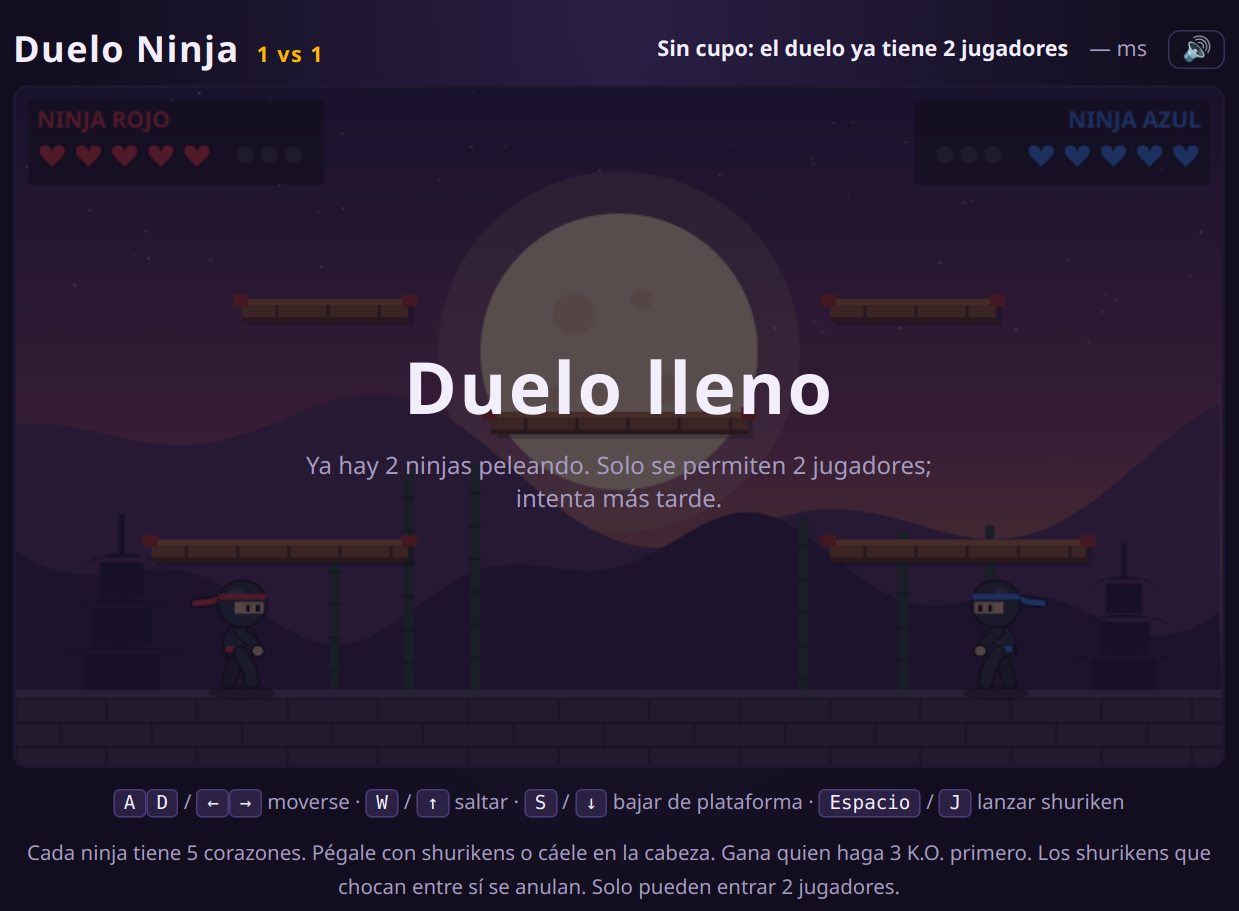 Duelo Ninja 1 vs 1
Sin cupo: el duelo ya tiene 2 jugadores — ms
NINJA ROJO
NINJA AZUL
Duelo lleno
Ya hay 2 ninjas peleando. Solo se permiten 2 jugadores;
intenta más tarde.
A D / ← → moverse · W / ↑ saltar · S / ↓ bajar de plataforma · Espacio / J lanzar shuriken
Cada ninja tiene 5 corazones. Pégale con shurikens o cáele en la cabeza. Gana quien haga 3 K.O. primero. Los shurikens que
chocan entre sí se anulan. Solo pueden entrar 2 jugadores.